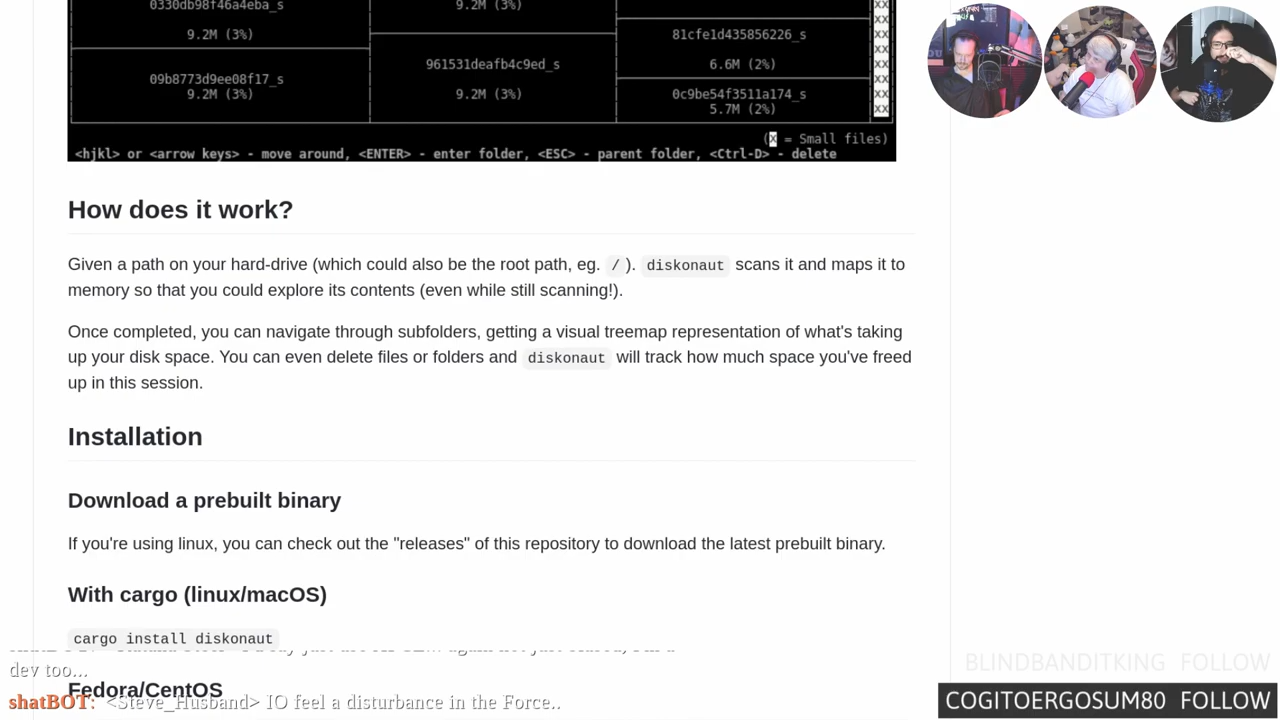 0330db98f46a4eba_s
9.2M (3%)
9.2M (3%)
81cfe1d435856226_s
961531deafb4c9ed_s
6.6M (2%)
09b8773d9ee08f17_s
9.2M (3%)
9.2M (3%)
0c9be54f3511a174_s
5.7M (2%)
(x = Small files)
<hjkl> or <arrow keys> - move around, <ENTER> - enter folder, <ESC> - parent folder, <Ctrl-D> - delete
How does it work?
Given a path on your hard-drive (which could also be the root path, eg. / ). diskonaut scans it and maps it to
memory so that you could explore its contents (even while still scanning!).
Once completed, you can navigate through subfolders, getting a visual treemap representation of what's taking
up your disk space. You can even delete files or folders and diskonaut will track how much space you've freed
up in this session.
Installation
Download a prebuilt binary
If you're using linux, you can check out the "releases" of this repository to download the latest prebuilt binary.
With cargo (linux/macOS)
cargo install diskonaut
dev too...
Fedora/CentOS
shatBOT: <Steve_Husband> IO feel a disturbance in the Force..
BLINDBANDITKING FOLLOW
COGITOERGOSUM80 FOLLOW